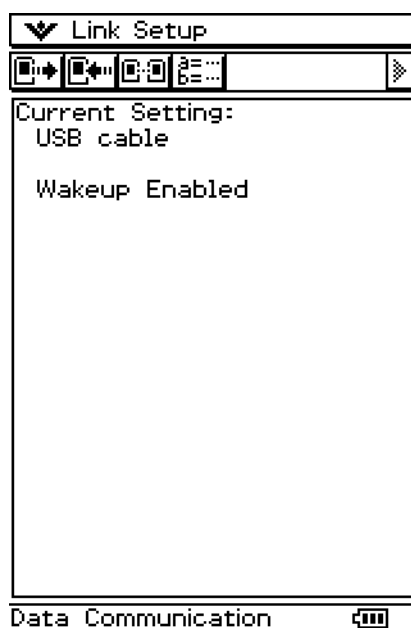 Link Setup
Current Setting:
USB cable
Wakeup Enabled
Data Communication